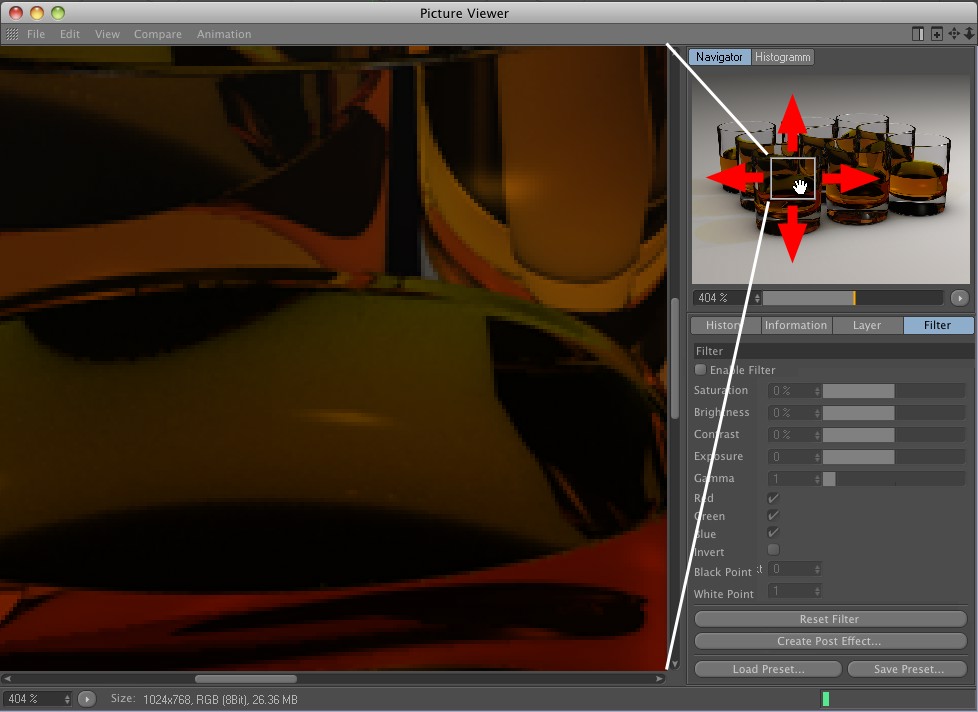 Picture Viewer
File Edit View Compare Animation
Navigator Histogramm
404 %
History Information Layer Filter
Filter
Enable Filter
Saturation 0 %
Brightness 0 %
Contrast 0 %
Exposure 0
Gamma 1
Red
Green
Blue
Invert
Black Point 0
White Point 1
Reset Filter
Create Post Effect...
Load Preset... Save Preset...
404 % Size: 1024x768, RGB (8Bit), 26.36 MB